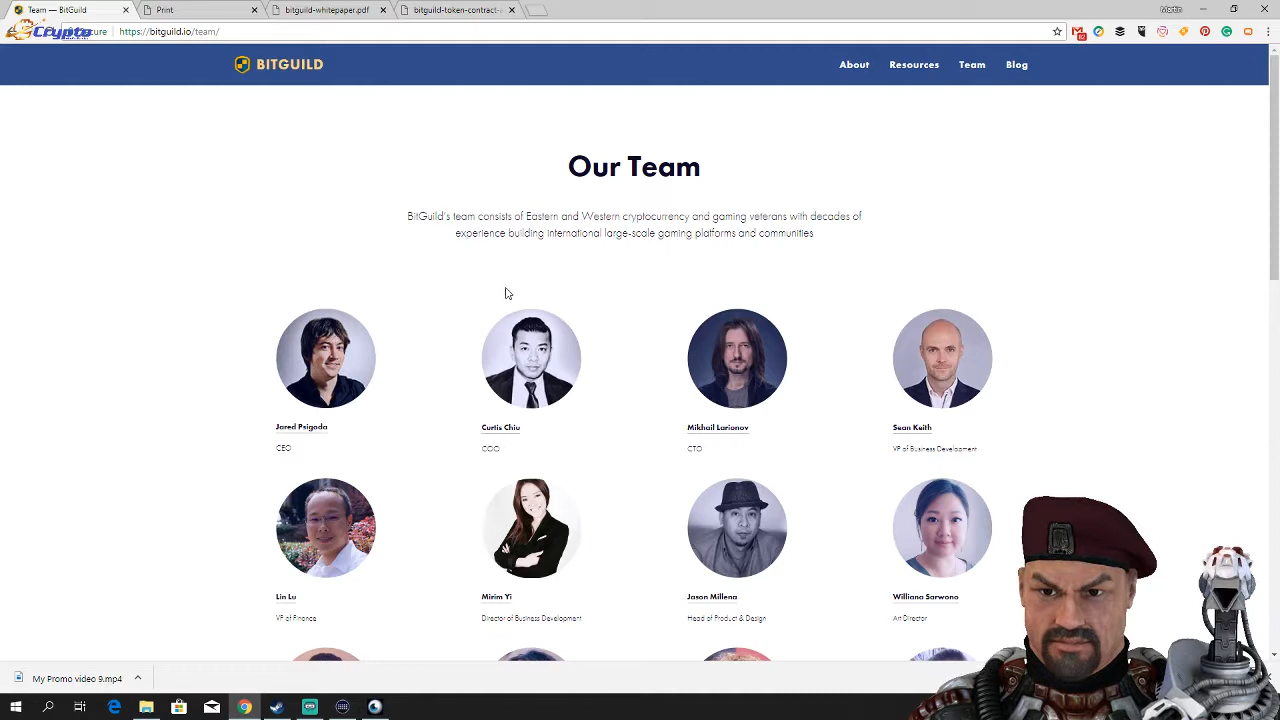 Team — BitGuild
Print
bitguild-whitepaper.pdf
bitguild-token-contract-
Crypto
https://bitguild.io/team/
82
BITGUILD
About
Resources
Team
Blog
Our Team
BitGuild's team consists of Eastern and Western cryptocurrency and gaming veterans with decades of
experience building international large-scale gaming platforms and communities
Jared Psigoda
Curtis Chiu
Mikhail Larionov
Sean Keith
CEO
COO
CTO
VP of Business Development
Lin Lu
Mirim Yi
Jason Millena
Williana Sarwono
VP of Finance
Director of Business Development
Head of Product & Design
Art Director
My Promo video 9.mp4